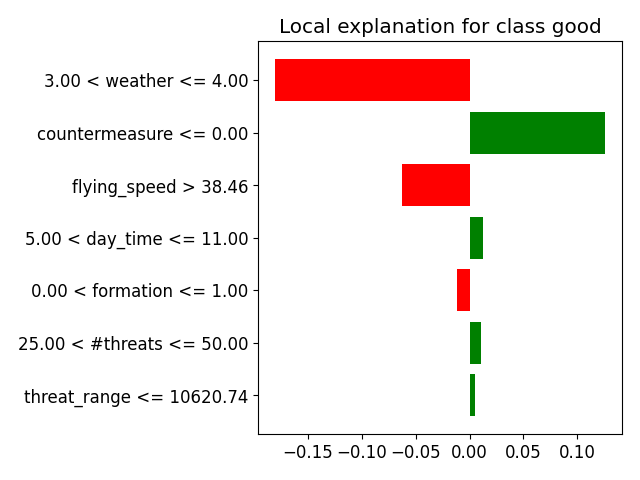 Local explanation for class good
3.00 < weather <= 4.00
countermeasure <= 0.00
flying_speed > 38.46
5.00 < day_time <= 11.00
0.00 < formation <= 1.00
25.00 < #threats <= 50.00
threat_range <= 10620.74
−0.15 −0.10 −0.05 0.00 0.05 0.10